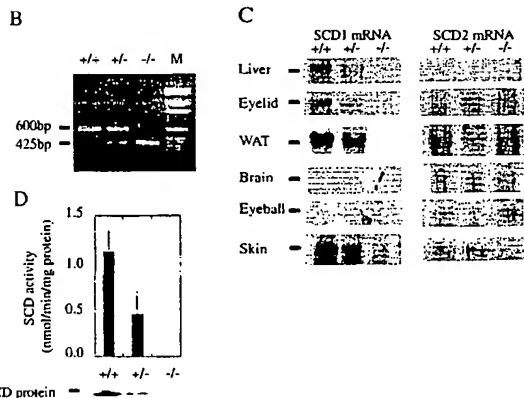 B
+/+ +/- -/- M
600bp
425bp
C
SCD1 mRNA SCD2 mRNA
+/+ +/- -/- +/+ +/- -/-
Liver
Eyelid
WAT
Brain
Eyeball
Skin
D
SCD activity
(nmol/min/mg protein)
1.5
1.0
0.5
0.0
+/+ +/- -/-
CD protein